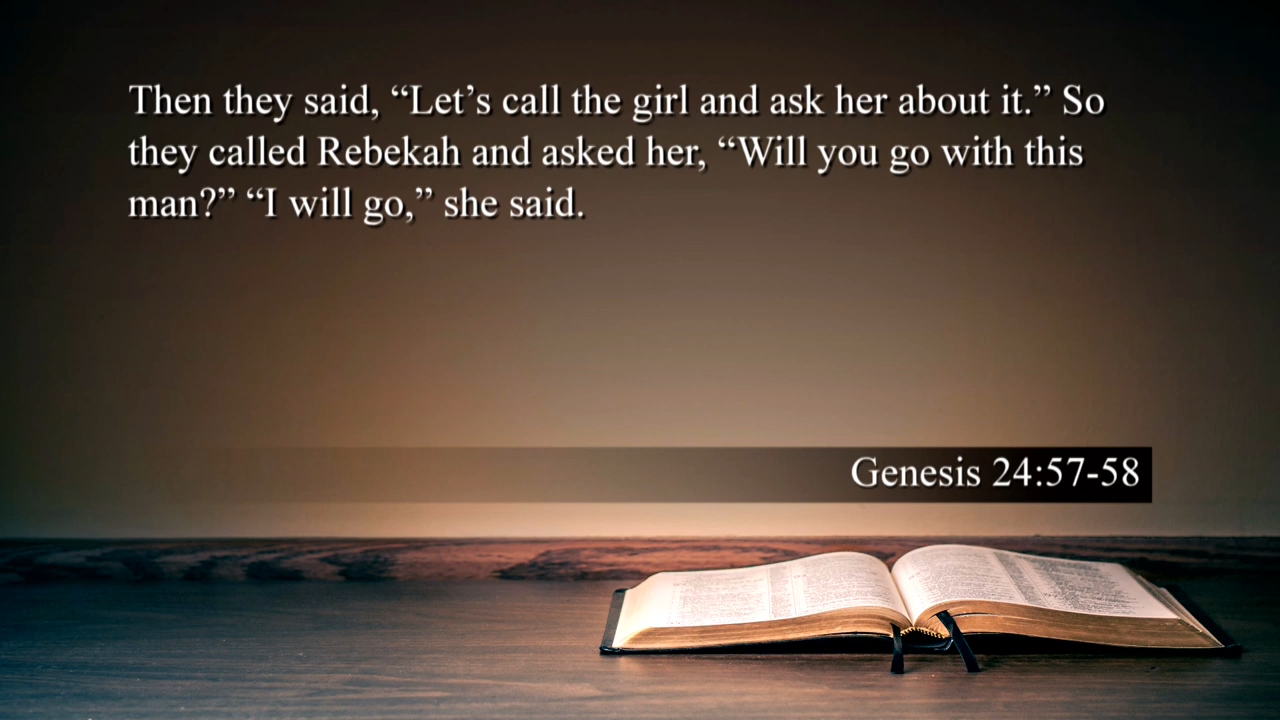 Then they said, “Let’s call the girl and ask her about it.” So
they called Rebekah and asked her, “Will you go with this
man?” “I will go,” she said.
Genesis 24:57-58